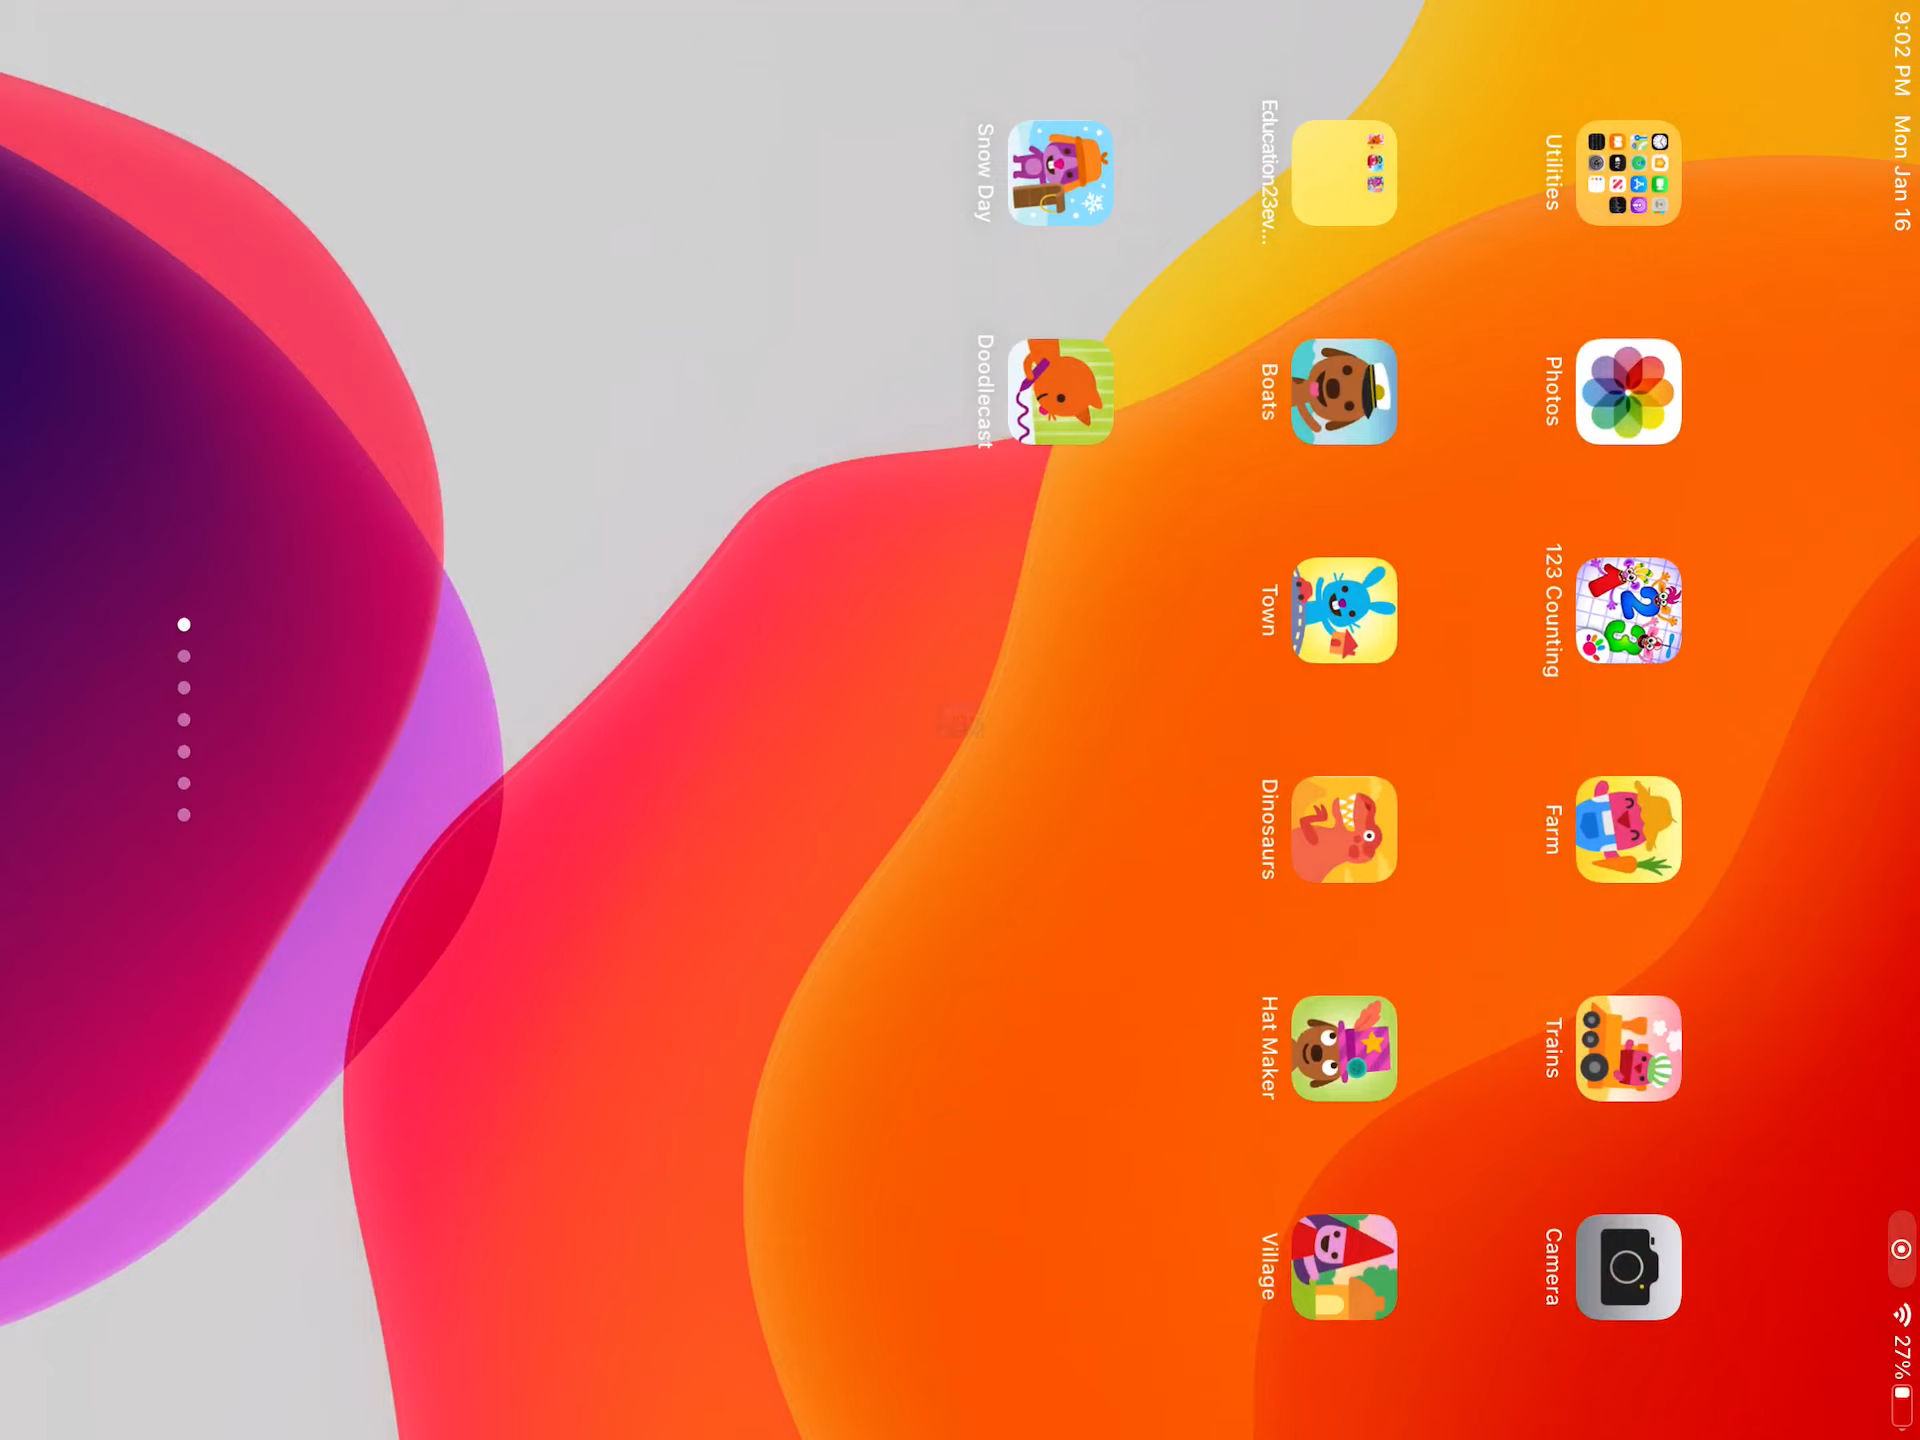 9:02 PM Mon Jan 16
27%
Utilities
Photos
123 Counting
Farm
Trains
Camera
Education23ev...
Boats
Town
Dinosaurs
Hat Maker
Village
Snow Day
Doodlecast